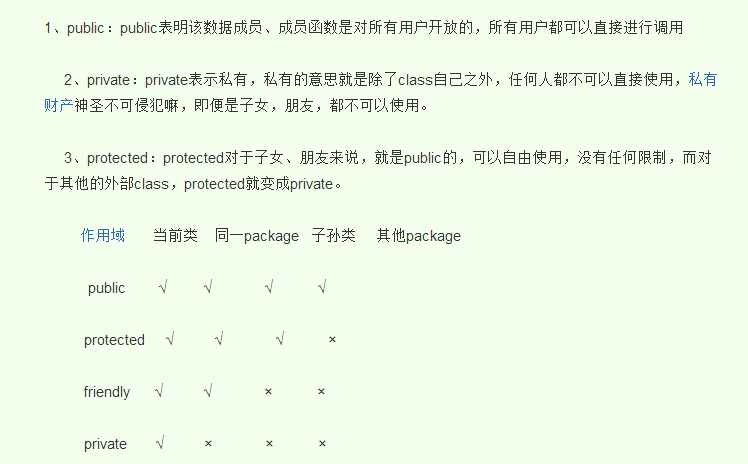 1、public：public表明该数据成员、成员函数是对所有用户开放的，所有用户都可以直接进行调用
2、private：private表示私有，私有的意思就是除了class自己之外，任何人都不可以直接使用，私有
财产神圣不可侵犯嘛，即便是子女，朋友，都不可以使用。
3、protected：protected对于子女、朋友来说，就是public的，可以自由使用，没有任何限制，而对
于其他的外部class，protected就变成private。
作用域 当前类 同一package 子孙类 其他package
public √ √ √ √
protected √ √ √ ×
friendly √ √ × ×
private √ × × ×